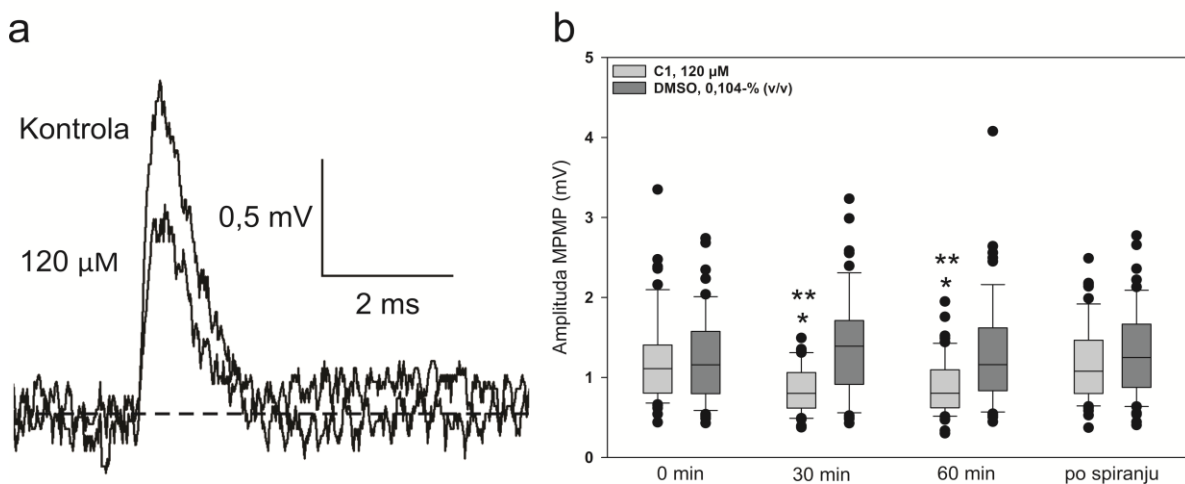 a
Kontrola
120 µM
0,5 mV
2 ms
b
C1, 120 µM
DMSO, 0,104-% (v/v)
Amplituda MPMP (mV)
5
4
3
2
1
0
**
*
**
*
0 min
30 min
60 min
po spiranju